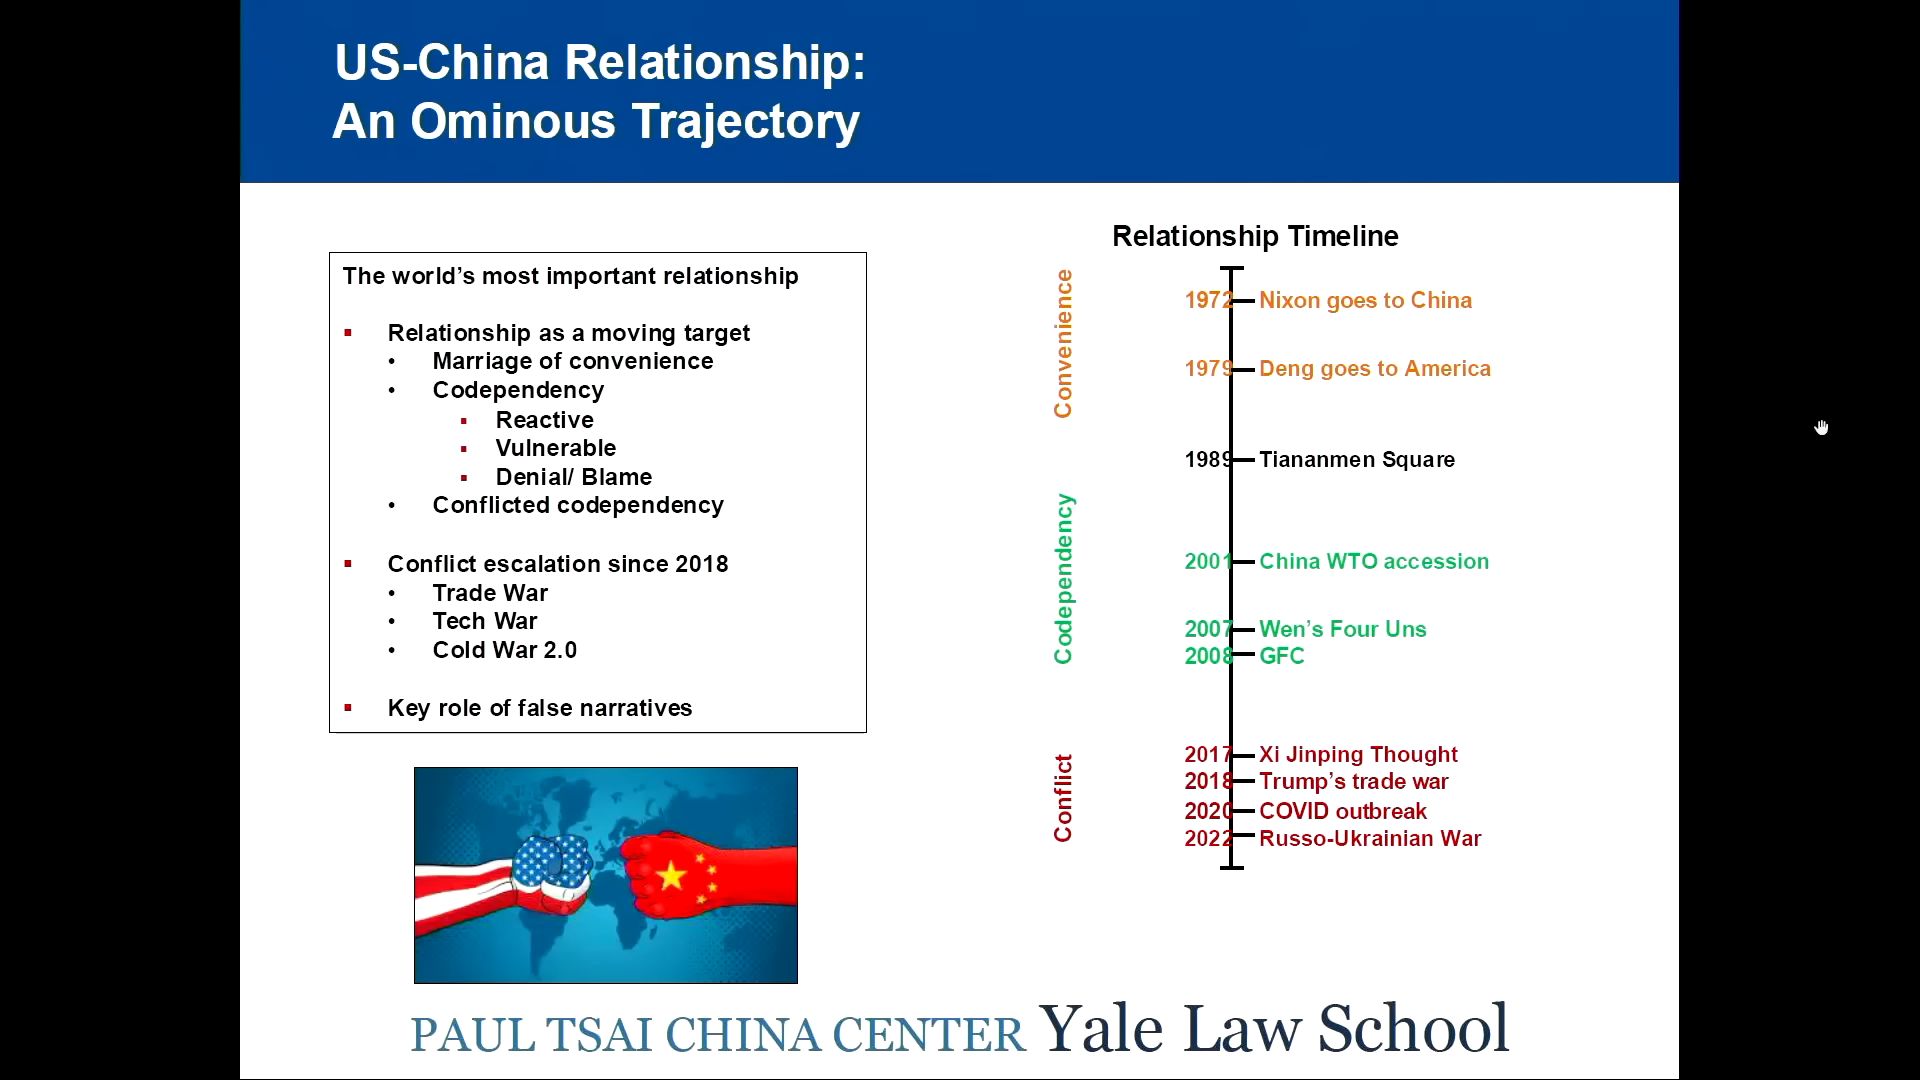 US-China Relationship:
An Ominous Trajectory
The world’s most important relationship
▪ Relationship as a moving target
• Marriage of convenience
• Codependency
▪ Reactive
▪ Vulnerable
▪ Denial/ Blame
• Conflicted codependency
▪ Conflict escalation since 2018
• Trade War
• Tech War
• Cold War 2.0
▪ Key role of false narratives
Relationship Timeline
Convenience
1972 Nixon goes to China
1979 Deng goes to America
1989 Tiananmen Square
Codependency
2001 China WTO accession
2007 Wen’s Four Uns
2008 GFC
Conflict
2017 Xi Jinping Thought
2018 Trump’s trade war
2020 COVID outbreak
2022 Russo-Ukrainian War
PAUL TSAI CHINA CENTER Yale Law School